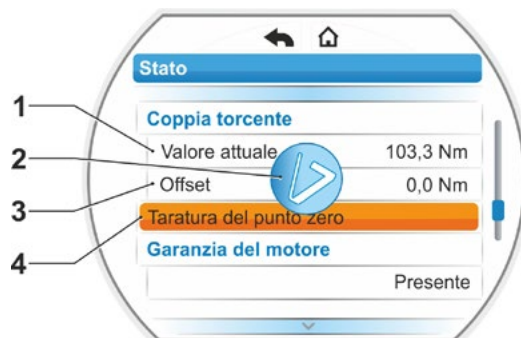 Stato
Coppia torcente
1
Valore attuale 103,3 Nm
2
3
Offset 0,0 Nm
4
Taratura del punto zero
Garanzia del motore
Presente